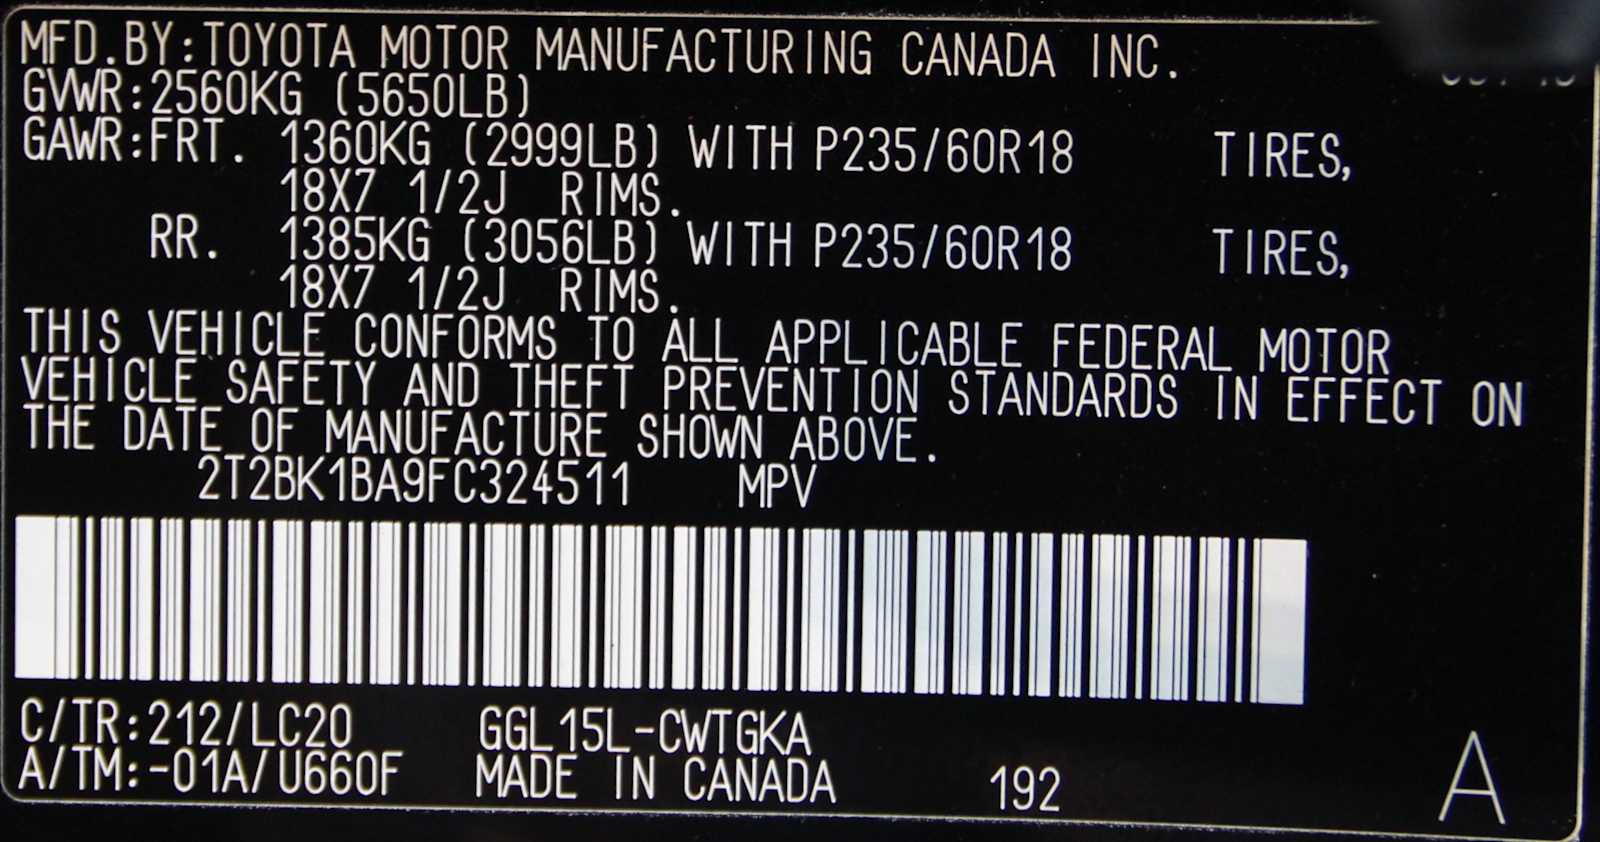 MFD.BY:TOYOTA MOTOR MANUFACTURING CANADA INC.
GVWR:2560KG (5650LB)
GAWR:FRT. 1360KG (2999LB) WITH P235/60R18 TIRES,
18X7 1/2J RIMS.
RR. 1385KG (3056LB) WITH P235/60R18 TIRES,
18X7 1/2J RIMS.
THIS VEHICLE CONFORMS TO ALL APPLICABLE FEDERAL MOTOR
VEHICLE SAFETY AND THEFT PREVENTION STANDARDS IN EFFECT ON
THE DATE OF MANUFACTURE SHOWN ABOVE.
2T2BK1BA9FC324511 MPV
C/TR:212/LC20 GGL15L-CWTGKA
A/TM:-01A/U660F MADE IN CANADA 192 A